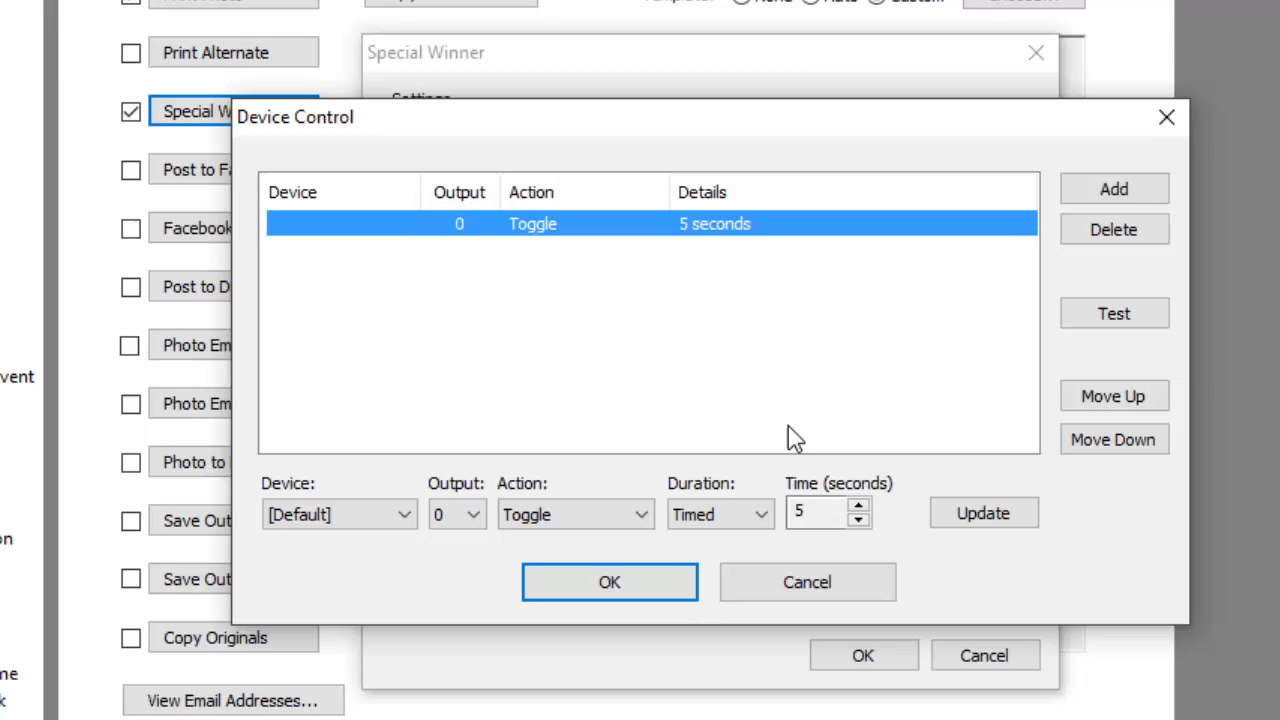 Print Alternate
Special Winner
Settings
Special W
Device Control
Device Output Action Details
Add
0 Toggle 5 seconds
Delete
Post to F
Facebook
Post to D
Test
Photo Em
vent
Move Up
Photo Em
Move Down
Photo to
Device: Output: Action: Duration: Time (seconds)
[Default] 0 Toggle Timed 5 Update
Save Out
on
OK Cancel
Save Out
Copy Originals
OK Cancel
me
k
View Email Addresses...